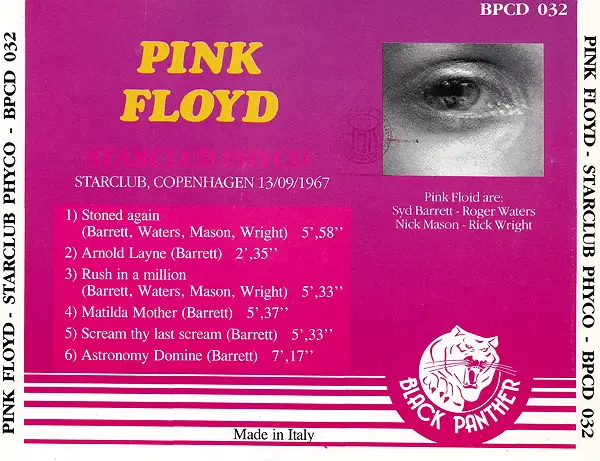 BPCD 032
PINK
FLOYD
STARCLUB PHYCO
STARCLUB, COPENHAGEN 13/09/1967
1) Stoned again
(Barrett, Waters, Mason, Wright) 5',58''
2) Arnold Layne (Barrett) 2',35''
3) Rush in a million
(Barrett, Waters, Mason, Wright) 5',33''
4) Matilda Mother (Barrett) 5',37''
5) Scream thy last scream (Barrett) 5',33''
6) Astronomy Domine (Barrett) 7',17''
Pink Floid are:
Syd Barrett - Roger Waters
Nick Mason - Rick Wright
BLACK PANTHER
Made in Italy
PINK FLOYD - STARCLUB PHYCO - BPCD 032
PINK FLOYD - STARCLUB PHYCO - BPCD 032